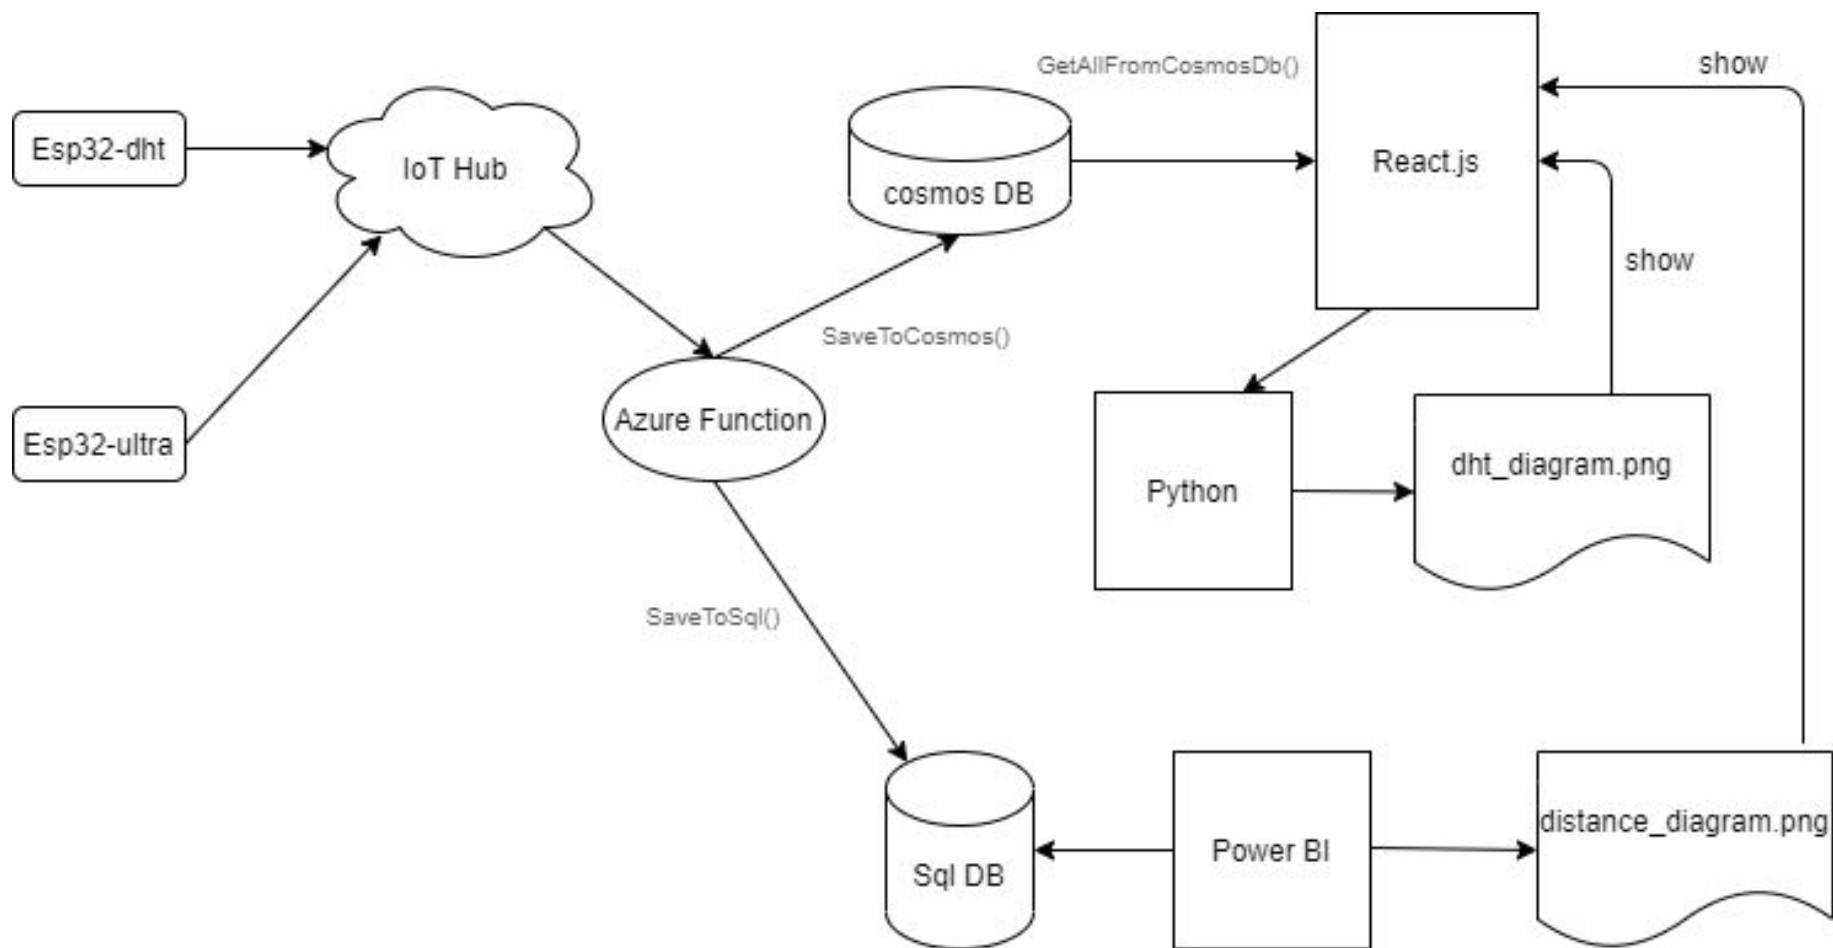 GetAllFromCosmosDb()
show
Esp32-dht
IoT Hub
cosmos DB
React.js
show
SaveToCosmos()
Esp32-ultra
Azure Function
Python
dht_diagram.png
SaveToSql()
Sql DB
Power BI
distance_diagram.png